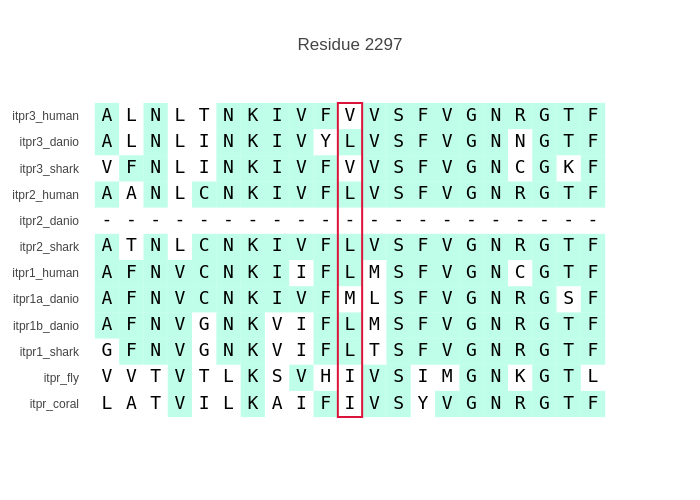 Residue 2297
itpr3_human A L N L T N K I V F V V S F V G N R G T F
itpr3_danio A L N L I N K I V Y L V S F V G N N G T F
itpr3_shark V F N L I N K I V F V V S F V G N C G K F
itpr2_human A A N L C N K I V F L V S F V G N R G T F
itpr2_danio - - - - - - - - - - - - - - - - - - - - -
itpr2_shark A T N L C N K I V F L V S F V G N R G T F
itpr1_human A F N V C N K I I F L M S F V G N C G T F
itpr1a_danio A F N V C N K I V F M L S F V G N R G S F
itpr1b_danio A F N V G N K V I F L M S F V G N R G T F
itpr1_shark G F N V G N K V I F L T S F V G N R G T F
itpr_fly V V T V T L K S V H I V S I M G N K G T L
itpr_coral L A T V I L K A I F I V S Y V G N R G T F